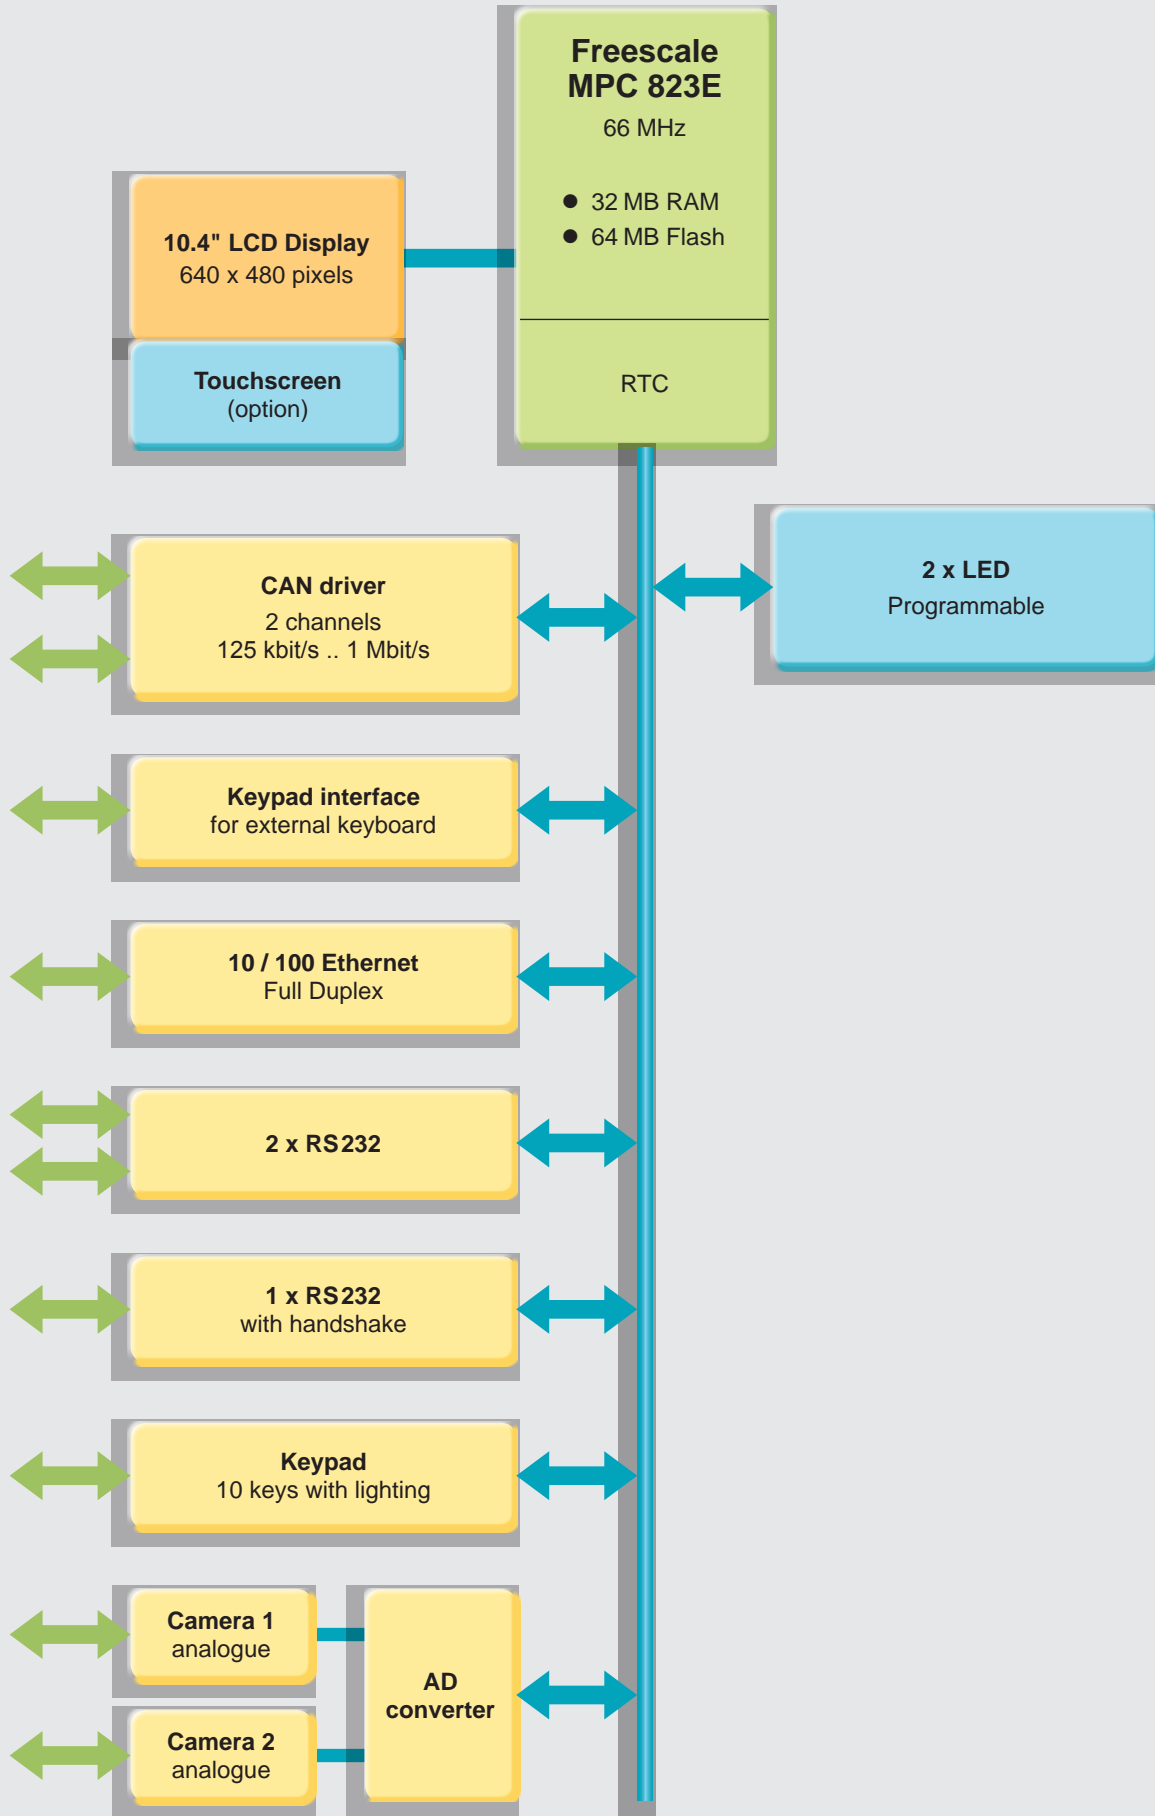 Freescale
MPC 823E
66 MHz
● 32 MB RAM
● 64 MB Flash
RTC
10.4" LCD Display
640 x 480 pixels
Touchscreen
(option)
2 x LED
Programmable
CAN driver
2 channels
125 kbit/s .. 1 Mbit/s
Keypad interface
for external keyboard
10 / 100 Ethernet
Full Duplex
2 x RS232
1 x RS232
with handshake
Keypad
10 keys with lighting
Camera 1
analogue
AD
converter
Camera 2
analogue